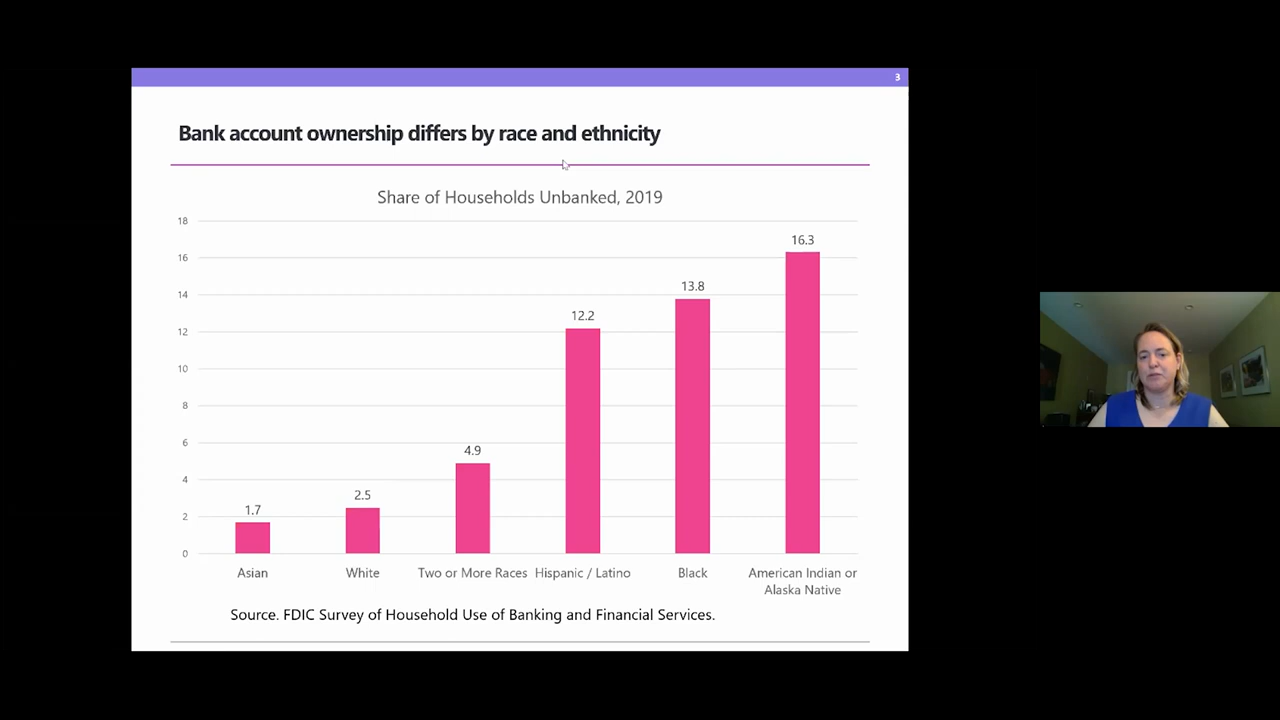 3
Bank account ownership differs by race and ethnicity
Share of Households Unbanked, 2019
18
16
14
12
10
8
6
4
2
0
1.7
2.5
4.9
12.2
13.8
16.3
Asian
White
Two or More Races
Hispanic / Latino
Black
American Indian or
Alaska Native
Source. FDIC Survey of Household Use of Banking and Financial Services.